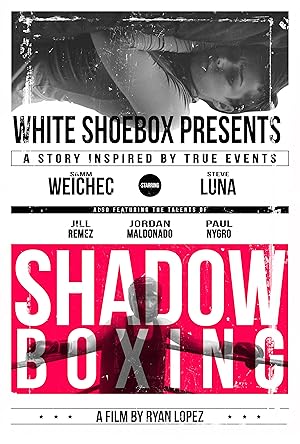 WHITE SHOEBOX PRESENTS
A STORY INSPIRED BY TRUE EVENTS
SAMM WEICHEC STARRING STEVE LUNA
ALSO FEATURING THE TALENTS OF
JILL REMEZ JORDAN MALDONADO PAUL NYGRO
SHADOW
BOXING
A FILM BY RYAN LOPEZ